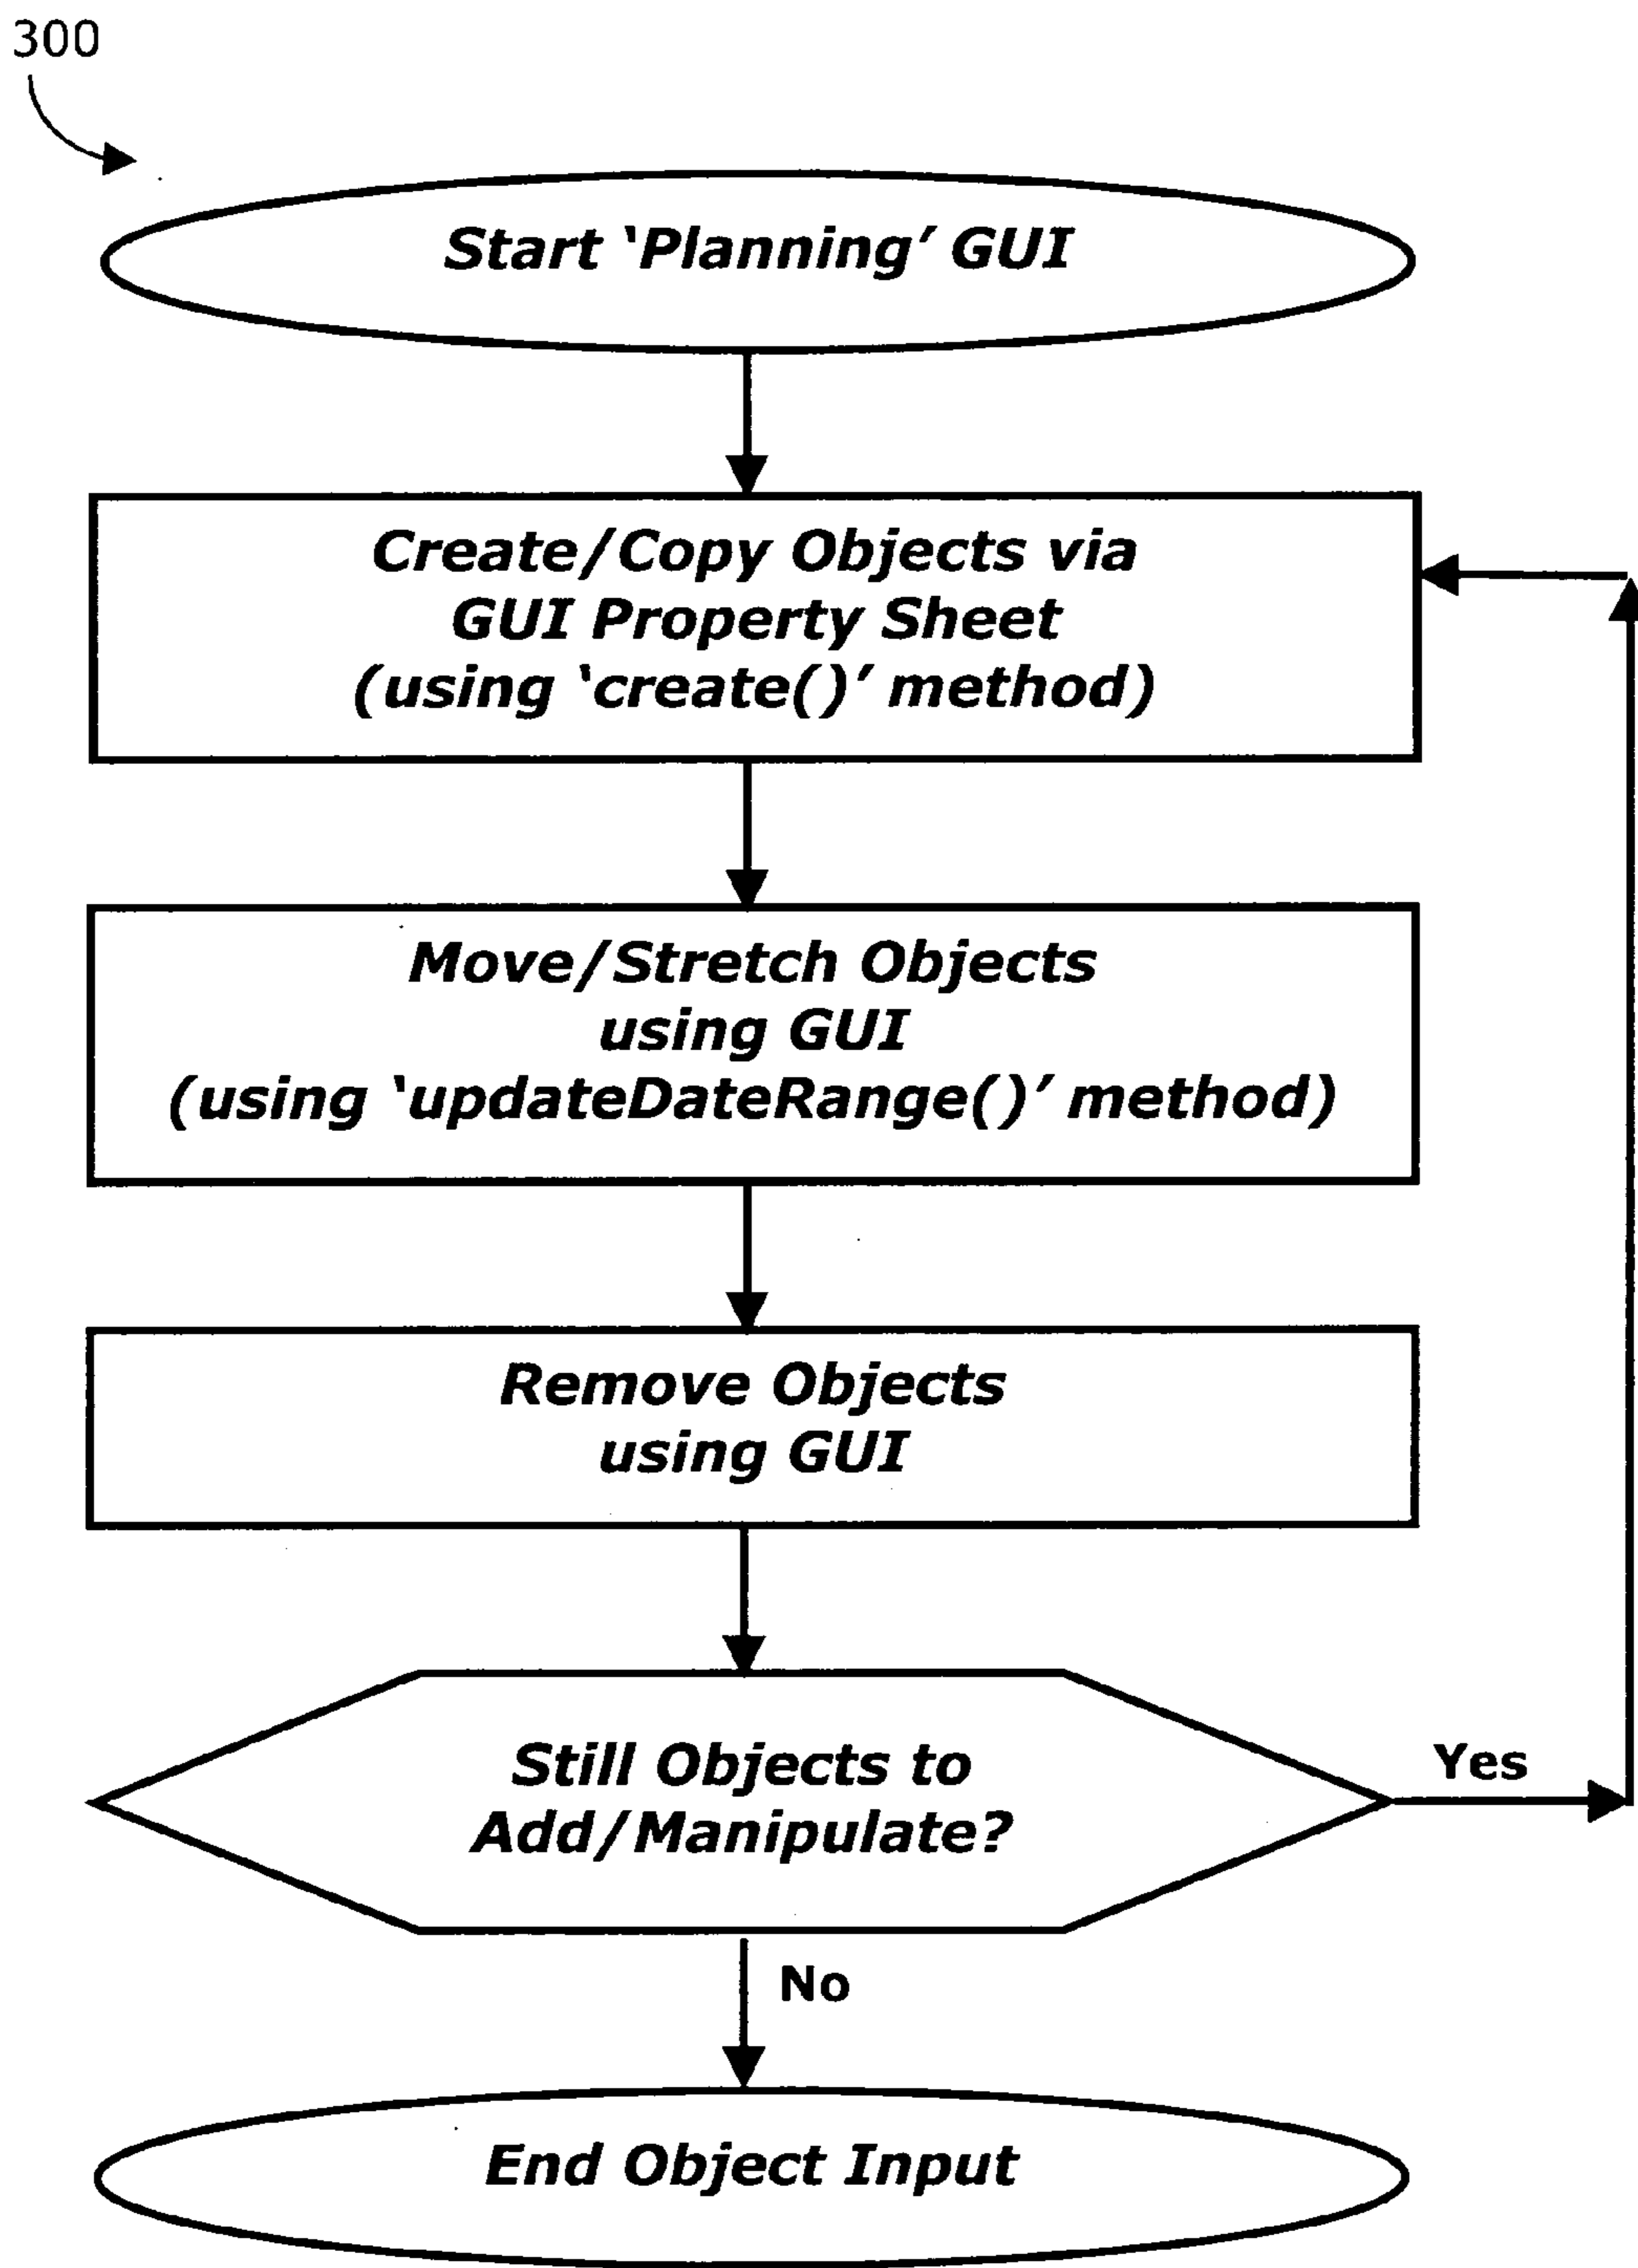 300
Start ‘Planning’ GUI
Create/Copy Objects via
GUI Property Sheet
(using ‘create()’ method)
Move/Stretch Objects
using GUI
(using ‘updateDateRange()’ method)
Remove Objects
using GUI
Still Objects to
Add/Manipulate?
Yes
No
End Object Input